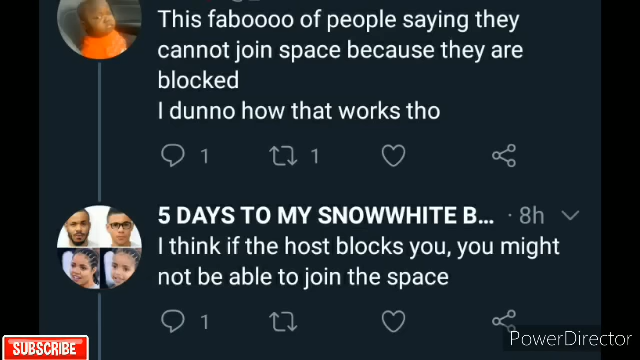 This faboooo of people saying they
cannot join space because they are
blocked
I dunno how that works tho
1
1
5 DAYS TO MY SNOWWHITE B... · 8h
I think if the host blocks you, you might
not be able to join the space
1
SUBSCRIBE
PowerDirector